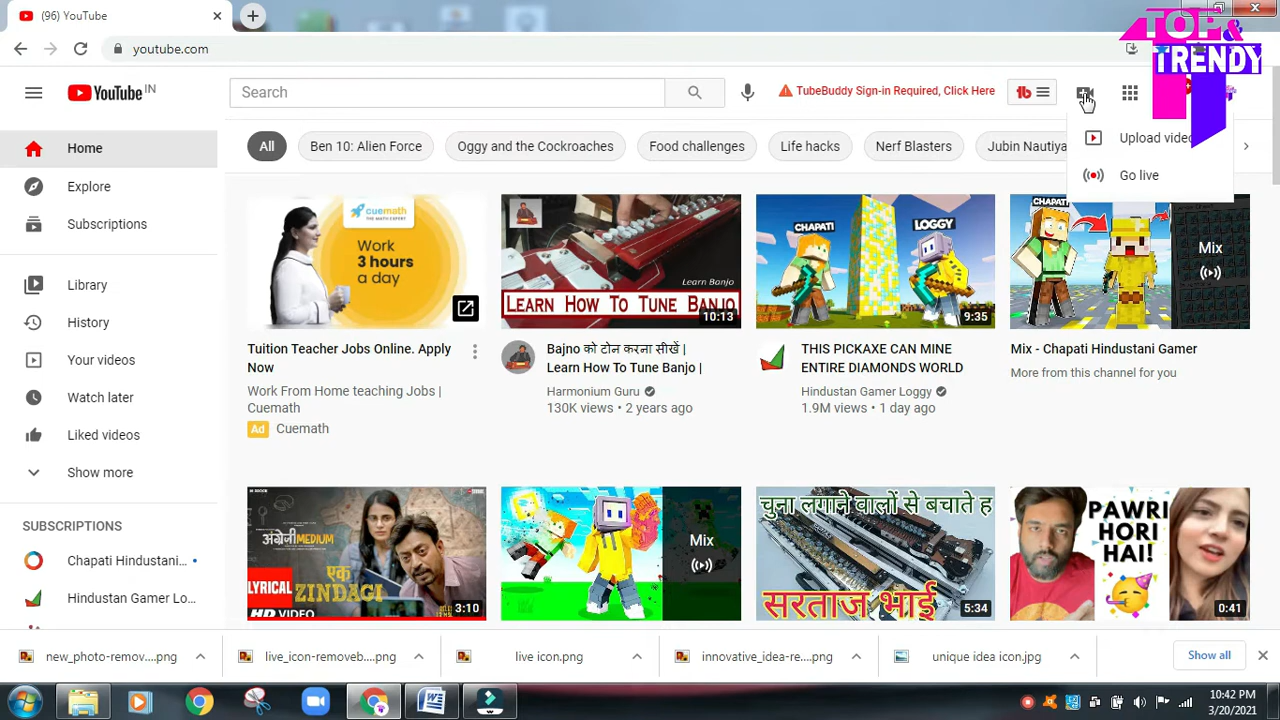 (96) YouTube
youtube.com
TOP &
TRENDY
YouTube IN
Search
TubeBuddy Sign-in Required, Click Here
tb
Upload video
Go live
Home
Explore
Subscriptions
Library
History
Your videos
Watch later
Liked videos
Show more
SUBSCRIPTIONS
Chapati Hindustani...
Hindustan Gamer Lo...
All
Ben 10: Alien Force
Oggy and the Cockroaches
Food challenges
Life hacks
Nerf Blasters
Jubin Nautiya
cuemath
THE MATH EXPERT
Work
3 hours
a day
Tuition Teacher Jobs Online. Apply
Now
Work From Home teaching Jobs |
Cuemath
Ad Cuemath
Learn Banjo
LEARN HOW TO TUNE BANJO
10:13
Bajno को टोन करना सीखें |
Learn How To Tune Banjo |
Harmonium Guru
130K views • 2 years ago
CHAPATI
LOGGY
9:35
THIS PICKAXE CAN MINE
ENTIRE DIAMONDS WORLD
Hindustan Gamer Loggy
1.9M views • 1 day ago
CHAPATI
Mix
Mix - Chapati Hindustani Gamer
More from this channel for you
अंग्रेज़ी MEDIUM
एक
ZINDAGI
LYRICAL
HD VIDEO
3:10
Mix
चुना लगाने वालों से बचाते ह
सरताज भाई
5:34
PAWRI
HORI
HAI!
0:41
new_photo-remov....png
live_icon-removeb....png
live icon.png
innovative_idea-re....png
unique idea icon.jpg
Show all
10:42 PM
3/20/2021